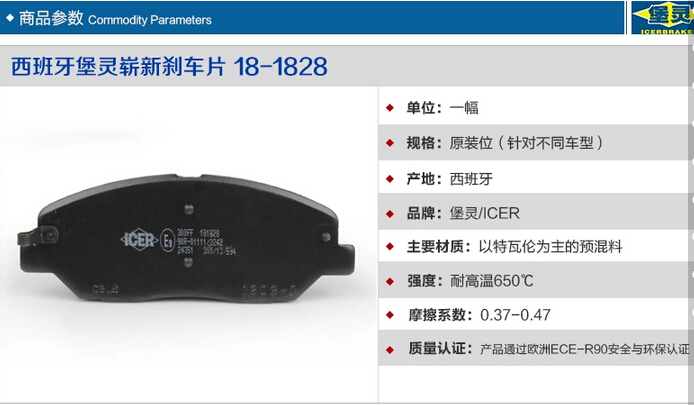 商品参数 Commodity Parameters
堡灵
ICERBRAKE
西班牙堡灵崭新刹车片 18-1828
单位：一幅
规格：原装位（针对不同车型）
产地：西班牙
品牌：堡灵/ICER
主要材质：以特瓦伦为主的预混料
强度：耐高温650℃
摩擦系数：0.37-0.47
质量认证：产品通过欧洲ECE-R90安全与环保认证
ICER
E9
300FF 181828
90R-01111/
24351